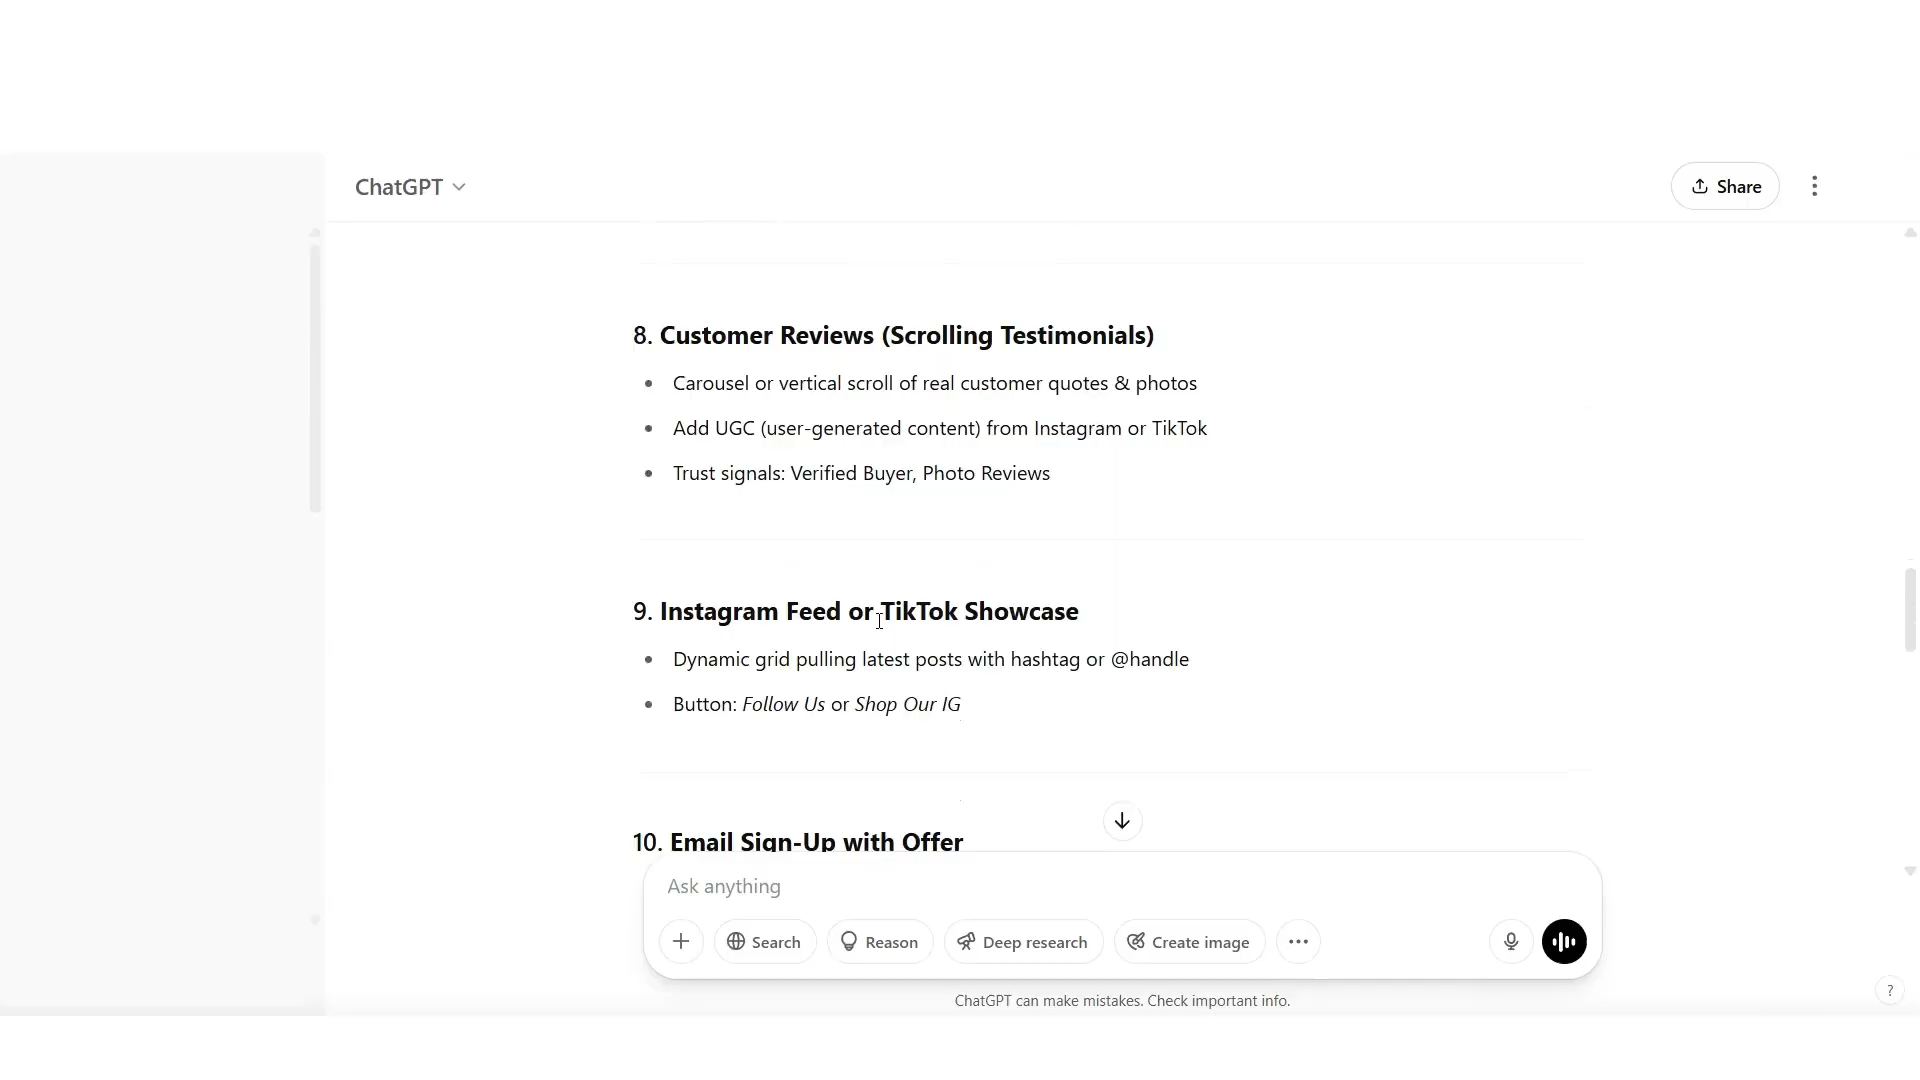 ChatGPT
Share
8. Customer Reviews (Scrolling Testimonials)
• Carousel or vertical scroll of real customer quotes & photos
• Add UGC (user-generated content) from Instagram or TikTok
• Trust signals: Verified Buyer, Photo Reviews
9. Instagram Feed or TikTok Showcase
• Dynamic grid pulling latest posts with hashtag or @handle
• Button: Follow Us or Shop Our IG
10. Email Sign-Up with Offer
Ask anything
Search
Reason
Deep research
Create image
ChatGPT can make mistakes. Check important info.
?